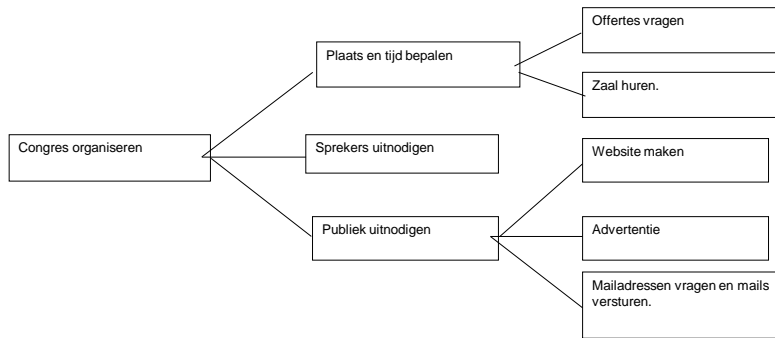 Congres organiseren
Plaats en tijd bepalen
Sprekers uitnodigen
Publiek uitnodigen
Offertes vragen
Zaal huren.
Website maken
Advertentie
Mailadressen vragen en mails
versturen.